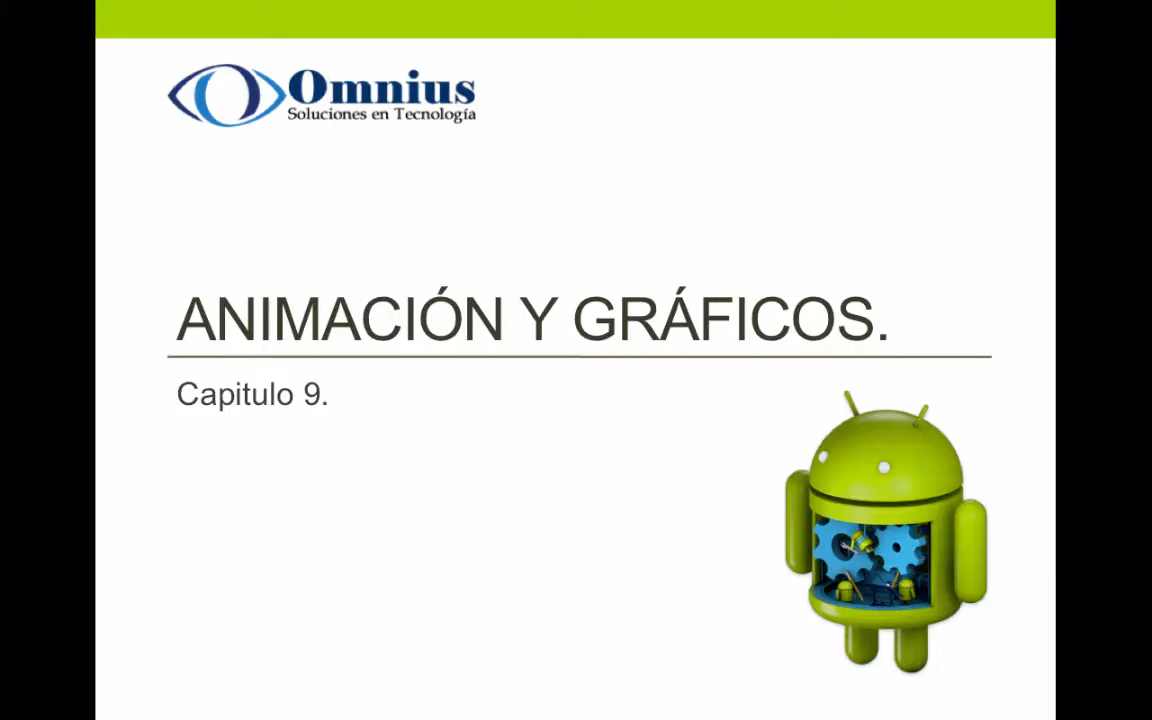 Omnius
Soluciones en Tecnología
ANIMACIÓN Y GRÁFICOS.
Capitulo 9.